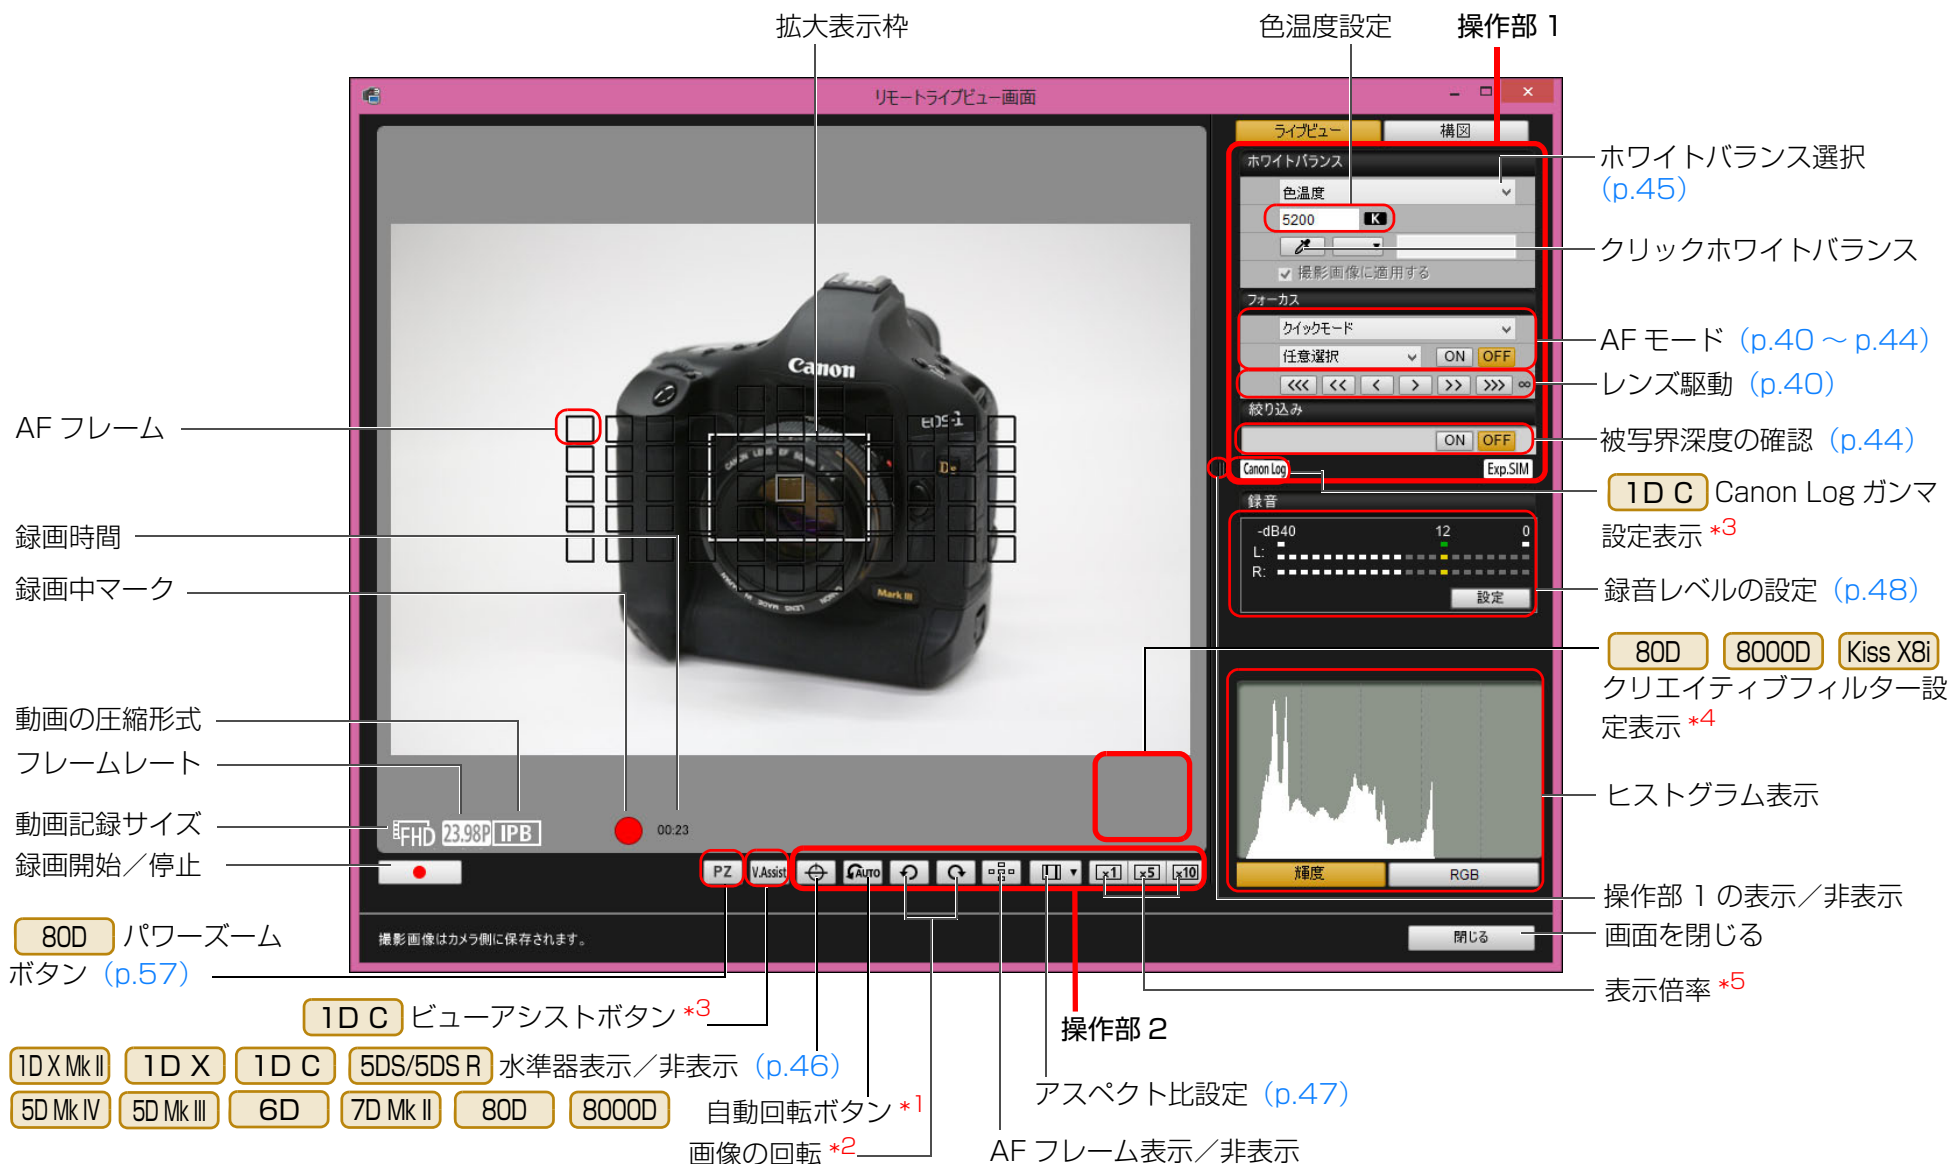 拡大表示枠
色温度設定
操作部 1
リモートライブビュー画面
ライブビュー
構図
ホワイトバランス
色温度
5200
K
撮影画像に適用する
フォーカス
クイックモード
任意選択
ON OFF
<<< << < > >> >>> ∞
絞り込み
ON OFF
Canon Log
Exp.SIM
録音
-dB40 12 0
L:
R:
設定
輝度
RGB
閉じる
ホワイトバランス選択
(p.45)
クリックホワイトバランス
AF モード (p.40 ～ p.44)
レンズ駆動 (p.40)
被写界深度の確認 (p.44)
1D C Canon Log ガンマ
設定表示 *3
録音レベルの設定 (p.48)
80D 8000D Kiss X8i
クリエイティブフィルター設
定表示 *4
ヒストグラム表示
操作部 1 の表示／非表示
画面を閉じる
表示倍率 *5
AF フレーム
録画時間
録画中マーク
動画の圧縮形式
フレームレート
動画記録サイズ
録画開始／停止
Canon
EOS-1
Mark III
FHD 23.98P IPB
00:23
PZ
V.Assist
AUTO
x1 x5 x10
撮影画像はカメラ側に保存されます。
80D パワーズーム
ボタン (p.57)
1D C ビューアシストボタン *3
操作部 2
1D X Mk II 1D X 1D C 5DS/5DS R 水準器表示／非表示 (p.46)
5D Mk IV 5D Mk III 6D 7D Mk II 80D 8000D
自動回転ボタン *1
アスペクト比設定 (p.47)
画像の回転 *2
AF フレーム表示／非表示